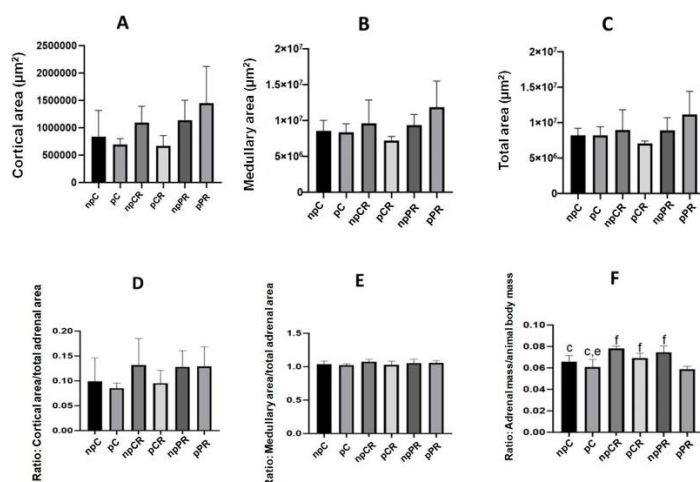 A
Cortical area (µm²)
2500000
2000000
1500000
1000000
500000
0
npC pC npCR pCR npPR pPR
B
Medullary area (µm²)
2×10⁷
2×10⁷
1×10⁷
5×10⁶
0
npC pC npCR pCR npPR pPR
C
Total area (µm²)
2×10⁷
2×10⁷
1×10⁷
5×10⁶
0
npC pC npCR pCR npPR pPR
D
Ratio: Cortical area/total adrenal area
0.20
0.15
0.10
0.05
0.00
npC pC npCR pCR npPR pPR
E
Ratio: Medullary area/total adrenal area
1.5
1.0
0.5
0.0
npC pC npCR pCR npPR pPR
F
Ratio: Adrenal mass/animal body mass
0.10
0.08
0.06
0.04
0.02
0.00
c c,e f f f
npC pC npCR pCR npPR pPR